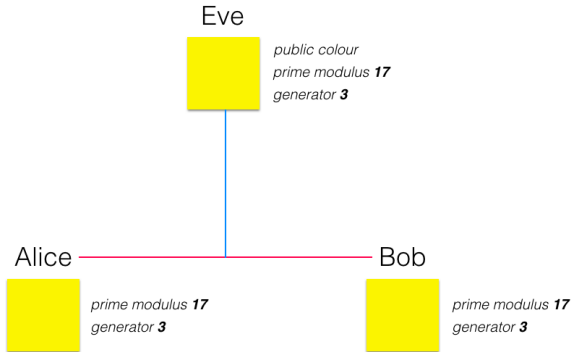 Eve
public colour
prime modulus 17
generator 3
Alice
Bob
prime modulus 17
generator 3
prime modulus 17
generator 3